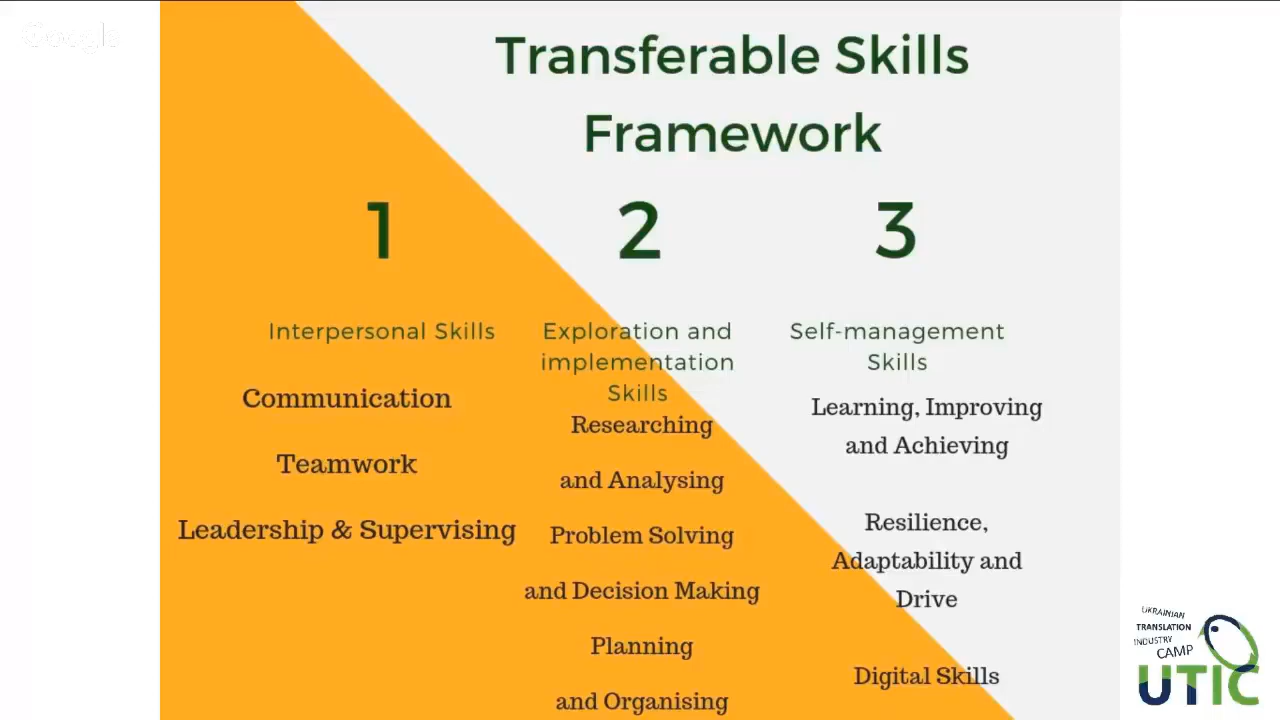 Google
Transferable Skills
Framework
1
2
3
Interpersonal Skills
Communication
Teamwork
Leadership & Supervising
Exploration and
implementation
Skills
Researching
and Analysing
Problem Solving
and Decision Making
Planning
and Organising
Self-management
Skills
Learning, Improving
and Achieving
Resilience,
Adaptability and
Drive
Digital Skills
UKRAINIAN
TRANSLATION
INDUSTRY
CAMP
UTIC